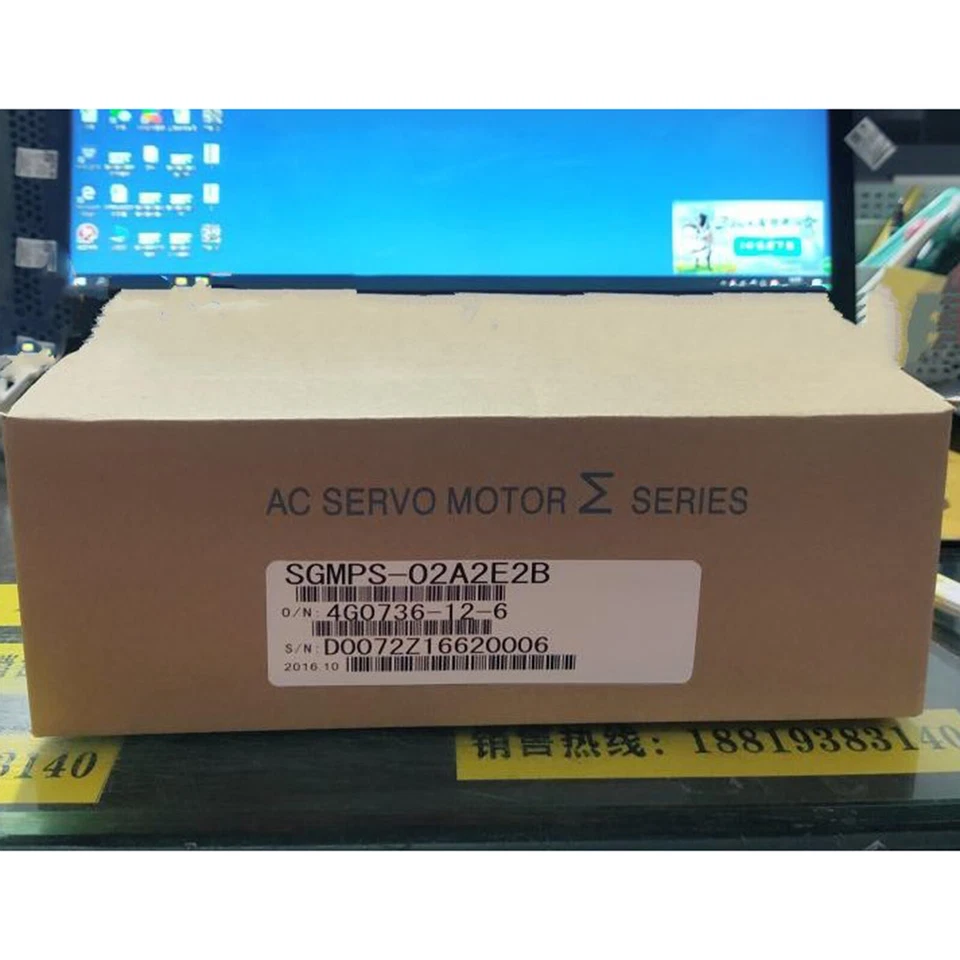 AC SERVO MOTOR Σ SERIES
SGMPS-02A2E2B
O/N: 4G0736-12-6
S/N: D0072Z16620006
2016.10
3140
销售热线：18819383140